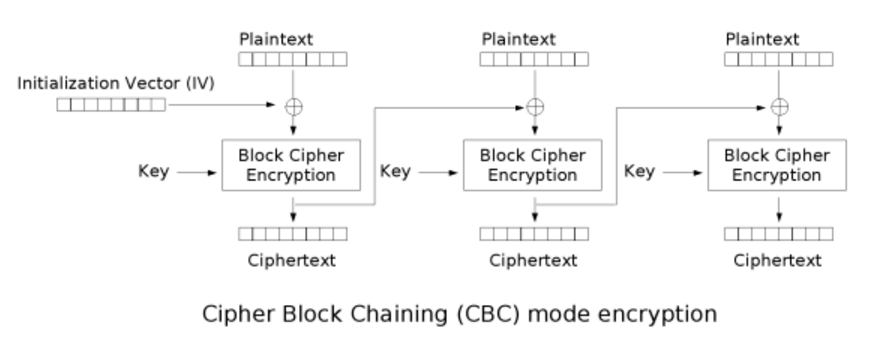 Plaintext
Plaintext
Plaintext
Initialization Vector (IV)
Key
Block Cipher
Encryption
Key
Block Cipher
Encryption
Key
Block Cipher
Encryption
Ciphertext
Ciphertext
Ciphertext
Cipher Block Chaining (CBC) mode encryption